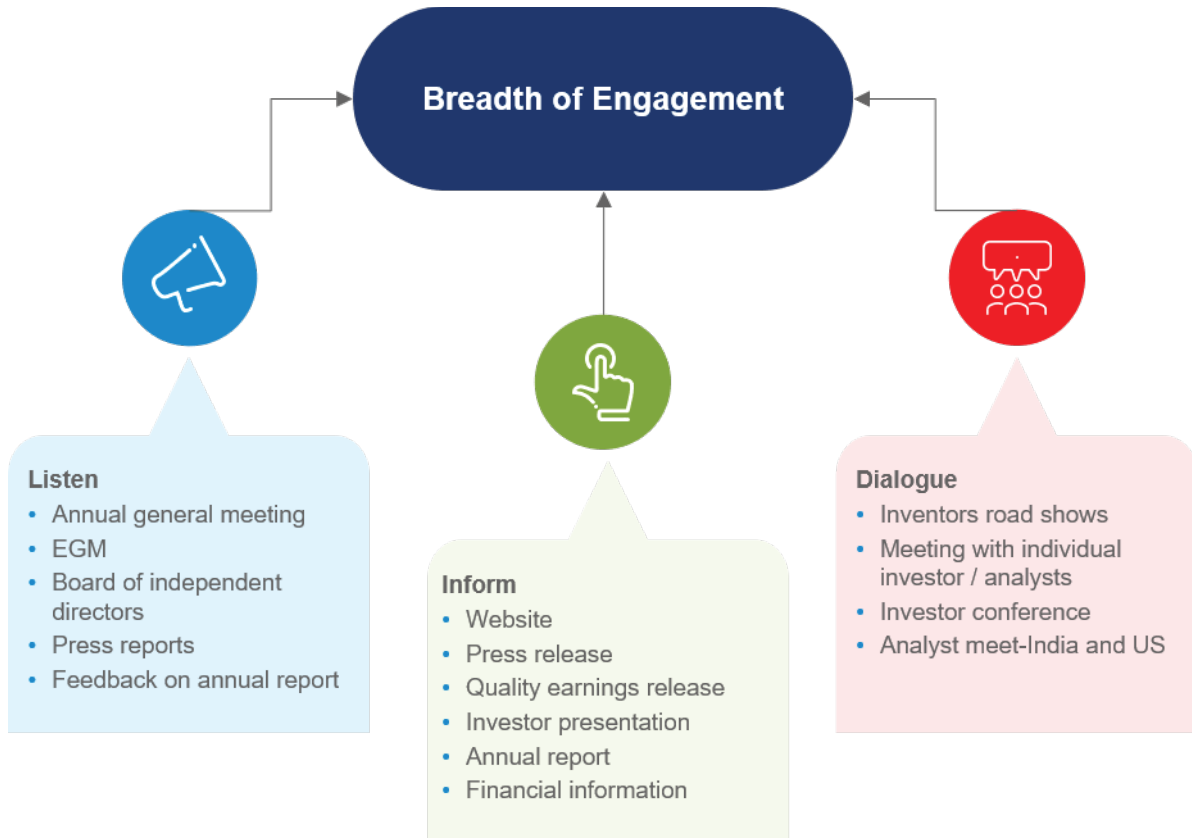 Breadth of Engagement
Listen
• Annual general meeting
• EGM
• Board of independent
directors
• Press reports
• Feedback on annual report
Inform
• Website
• Press release
• Quality earnings release
• Investor presentation
• Annual report
• Financial information
Dialogue
• Inventors road shows
• Meeting with individual
investor / analysts
• Investor conference
• Analyst meet-India and US